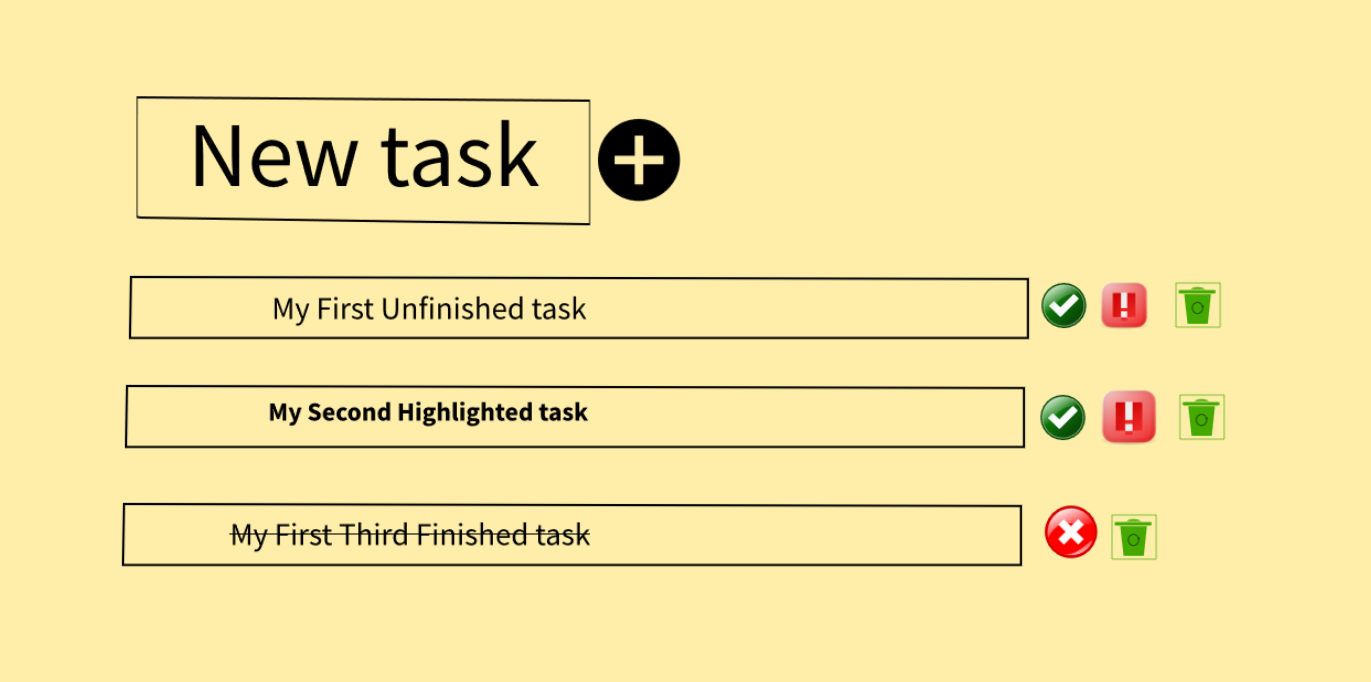 New task
My First Unfinished task
My Second Highlighted task
My First Third Finished task